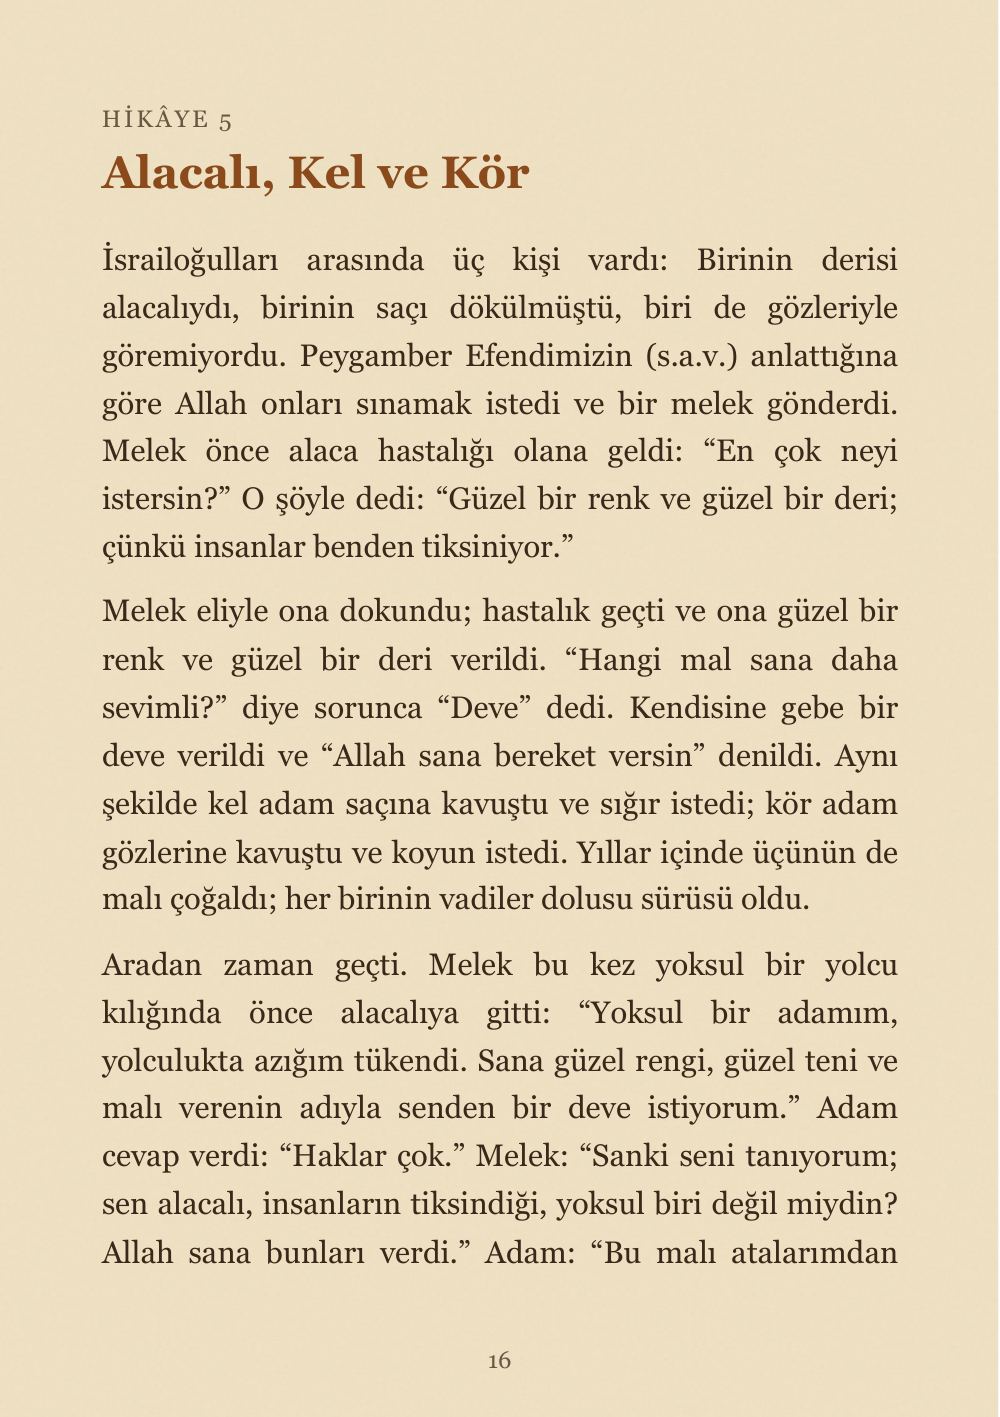 HİKÂYE 5
Alacalı, Kel ve Kör
İsrailoğulları arasında üç kişi vardı: Birinin derisi
alacalıydı, birinin saçı dökülmüştü, biri de gözleriyle
göremiyordu. Peygamber Efendimizin (s.a.v.) anlattığına
göre Allah onları sınamak istedi ve bir melek gönderdi.
Melek önce alaca hastalığı olana geldi: “En çok neyi
istersin?” O şöyle dedi: “Güzel bir renk ve güzel bir deri;
çünkü insanlar benden tiksiniyor.”
Melek eliyle ona dokundu; hastalık geçti ve ona güzel bir
renk ve güzel bir deri verildi. “Hangi mal sana daha
sevimli?” diye sorunca “Deve” dedi. Kendisine gebe bir
deve verildi ve “Allah sana bereket versin” denildi. Aynı
şekilde kel adam saçına kavuştu ve sığır istedi; kör adam
gözlerine kavuştu ve koyun istedi. Yıllar içinde üçünün de
malı çoğaldı; her birinin vadiler dolusu sürüsü oldu.
Aradan zaman geçti. Melek bu kez yoksul bir yolcu
kılığında önce alacalıya gitti: “Yoksul bir adamım,
yolculukta azığım tükendi. Sana güzel rengi, güzel teni ve
malı verenin adıyla senden bir deve istiyorum.” Adam
cevap verdi: “Haklar çok.” Melek: “Sanki seni tanıyorum;
sen alacalı, insanların tiksindiği, yoksul biri değil miydin?
Allah sana bunları verdi.” Adam: “Bu malı atalarımdan
16